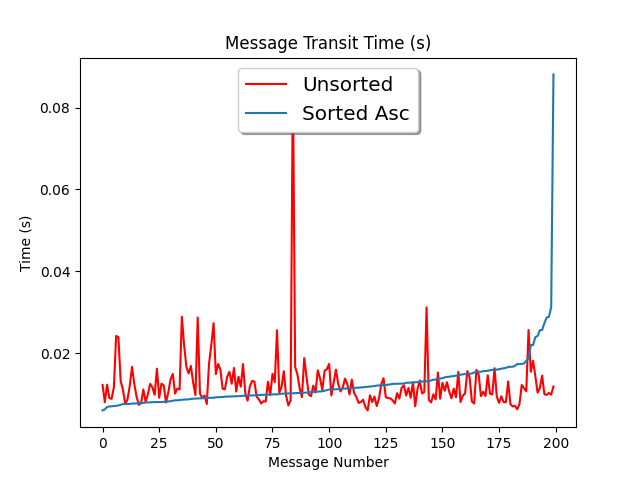 Message Transit Time (s)
Unsorted
Sorted Asc
0.08
0.06
0.04
0.02
Time (s)
0 25 50 75 100 125 150 175 200
Message Number